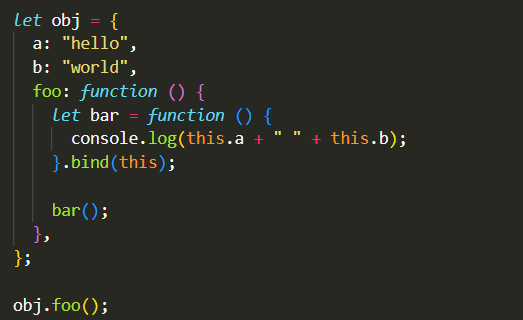 let obj = {
  a: "hello",
  b: "world",
  foo: function () {
    let bar = function () {
      console.log(this.a + " " + this.b);
    }.bind(this);

    bar();
  },
};

obj.foo();